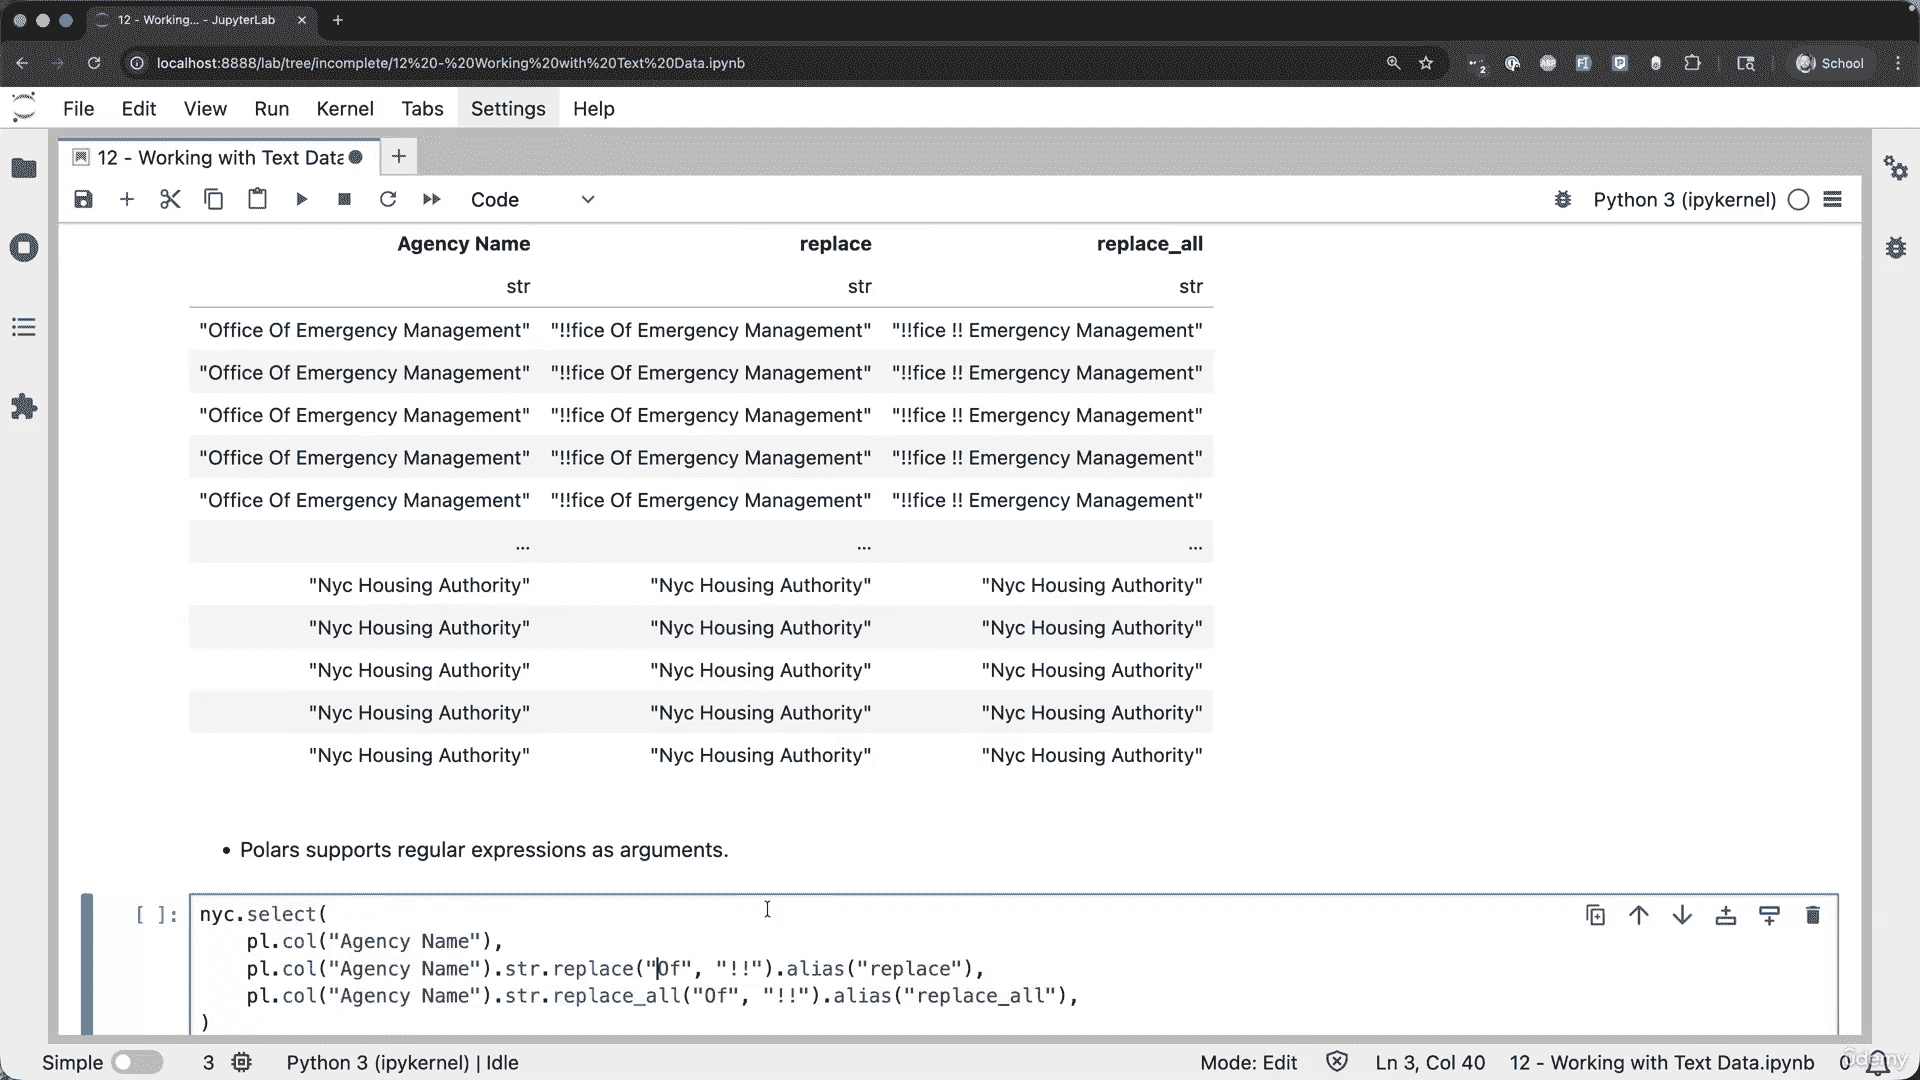 12 - Working... - JupyterLab
localhost:8888/lab/tree/incomplete/12%20-%20Working%20with%20Text%20Data.ipynb
2
ABP
School
File Edit View Run Kernel Tabs Settings Help
12 - Working with Text Data
Code
Python 3 (ipykernel)
Agency Name replace replace_all
str str str
"Office Of Emergency Management" "!!fice Of Emergency Management" "!!fice !! Emergency Management"
"Office Of Emergency Management" "!!fice Of Emergency Management" "!!fice !! Emergency Management"
"Office Of Emergency Management" "!!fice Of Emergency Management" "!!fice !! Emergency Management"
"Office Of Emergency Management" "!!fice Of Emergency Management" "!!fice !! Emergency Management"
"Office Of Emergency Management" "!!fice Of Emergency Management" "!!fice !! Emergency Management"
... ... ...
"Nyc Housing Authority" "Nyc Housing Authority" "Nyc Housing Authority"
"Nyc Housing Authority" "Nyc Housing Authority" "Nyc Housing Authority"
"Nyc Housing Authority" "Nyc Housing Authority" "Nyc Housing Authority"
"Nyc Housing Authority" "Nyc Housing Authority" "Nyc Housing Authority"
"Nyc Housing Authority" "Nyc Housing Authority" "Nyc Housing Authority"
• Polars supports regular expressions as arguments.
[ ]: nyc.select(
pl.col("Agency Name"),
pl.col("Agency Name").str.replace("Of", "!!").alias("replace"),
pl.col("Agency Name").str.replace_all("Of", "!!").alias("replace_all"),
)
Simple 3 Python 3 (ipykernel) | Idle Mode: Edit Ln 3, Col 40 12 - Working with Text Data.ipynb 0
Udemy